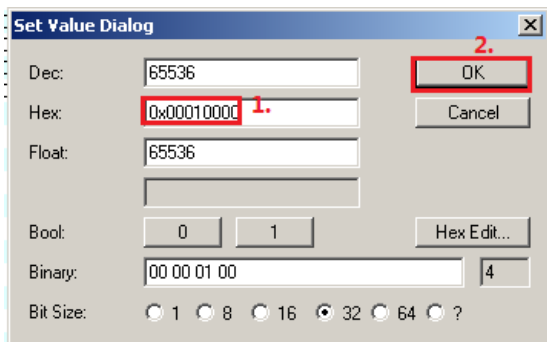 Set Value Dialog
2.
Dec: 65536 OK
Hex: 0x00010000 1. Cancel
Float: 65536
Bool: 0 1 Hex Edit...
Binary: 00 00 01 00 4
Bit Size: 1 8 16 32 64 ?